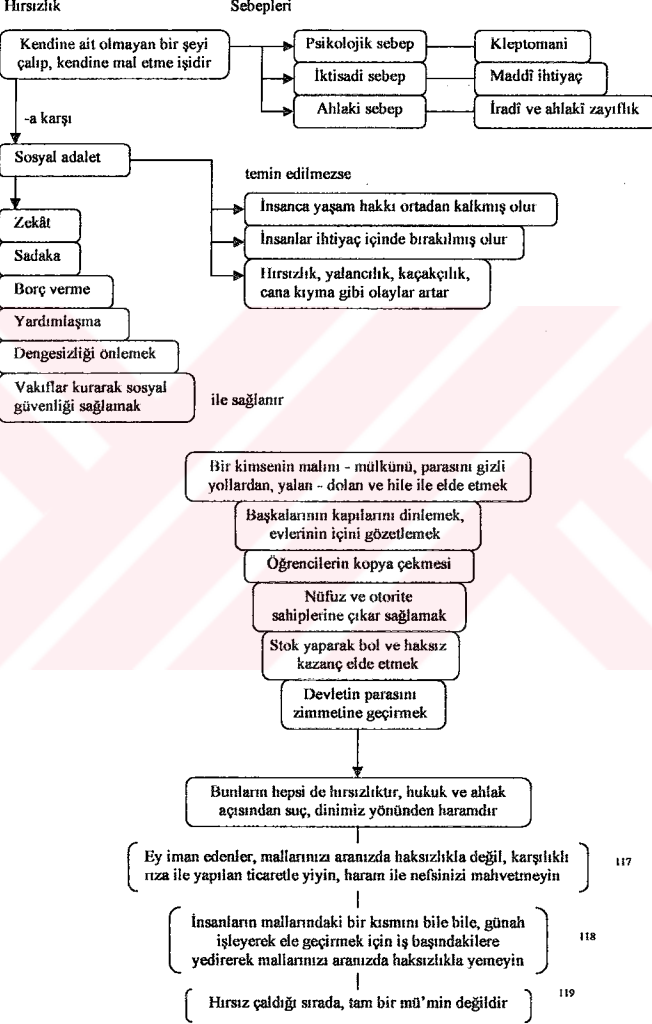 Hırsızlık
Sebepleri
Kendine ait olmayan bir şeyi
çalıp, kendine mal etme işidir
Psikolojik sebep
Kleptomani
İktisadi sebep
Maddî ihtiyaç
Ahlaki sebep
İradî ve ahlakî zayıflık
-a karşı
Sosyal adalet
temin edilmezse
İnsanca yaşam hakkı ortadan kalkmış olur
İnsanlar ihtiyaç içinde bırakılmış olur
Hırsızlık, yalancılık, kaçakçılık,
cana kıyma gibi olaylar artar
Zekât
Sadaka
Borç verme
Yardımlaşma
Dengesizliği önlemek
Vakıflar kurarak sosyal
güvenliği sağlamak
ile sağlanır
Bir kimsenin malını - mülkünü, parasını gizli
yollardan, yalan - dolan ve hile ile elde etmek
Başkalarının kapılarını dinlemek,
evlerinin içini gözetlemek
Öğrencilerin kopya çekmesi
Nüfuz ve otorite
sahiplerine çıkar sağlamak
Stok yaparak bol ve haksız
kazanç elde etmek
Devletin parasını
zimmetine geçirmek
Bunların hepsi de hırsızlıktır, hukuk ve ahlak
açısından suç, dinimiz yönünden haramdır
Ey iman edenler, mallarınızı aranızda haksızlıkla değil, karşılıklı
rıza ile yapılan ticaretle yiyin, haram ile nefsinizi mahvetmeyin
117
İnsanların mallarındaki bir kısmını bile bile, günah
işleyerek ele geçirmek için iş başındakilere
yedirerek mallarınızı aranızda haksızlıkla yemeyin
118
Hırsız çaldığı sırada, tam bir mü'min değildir
119